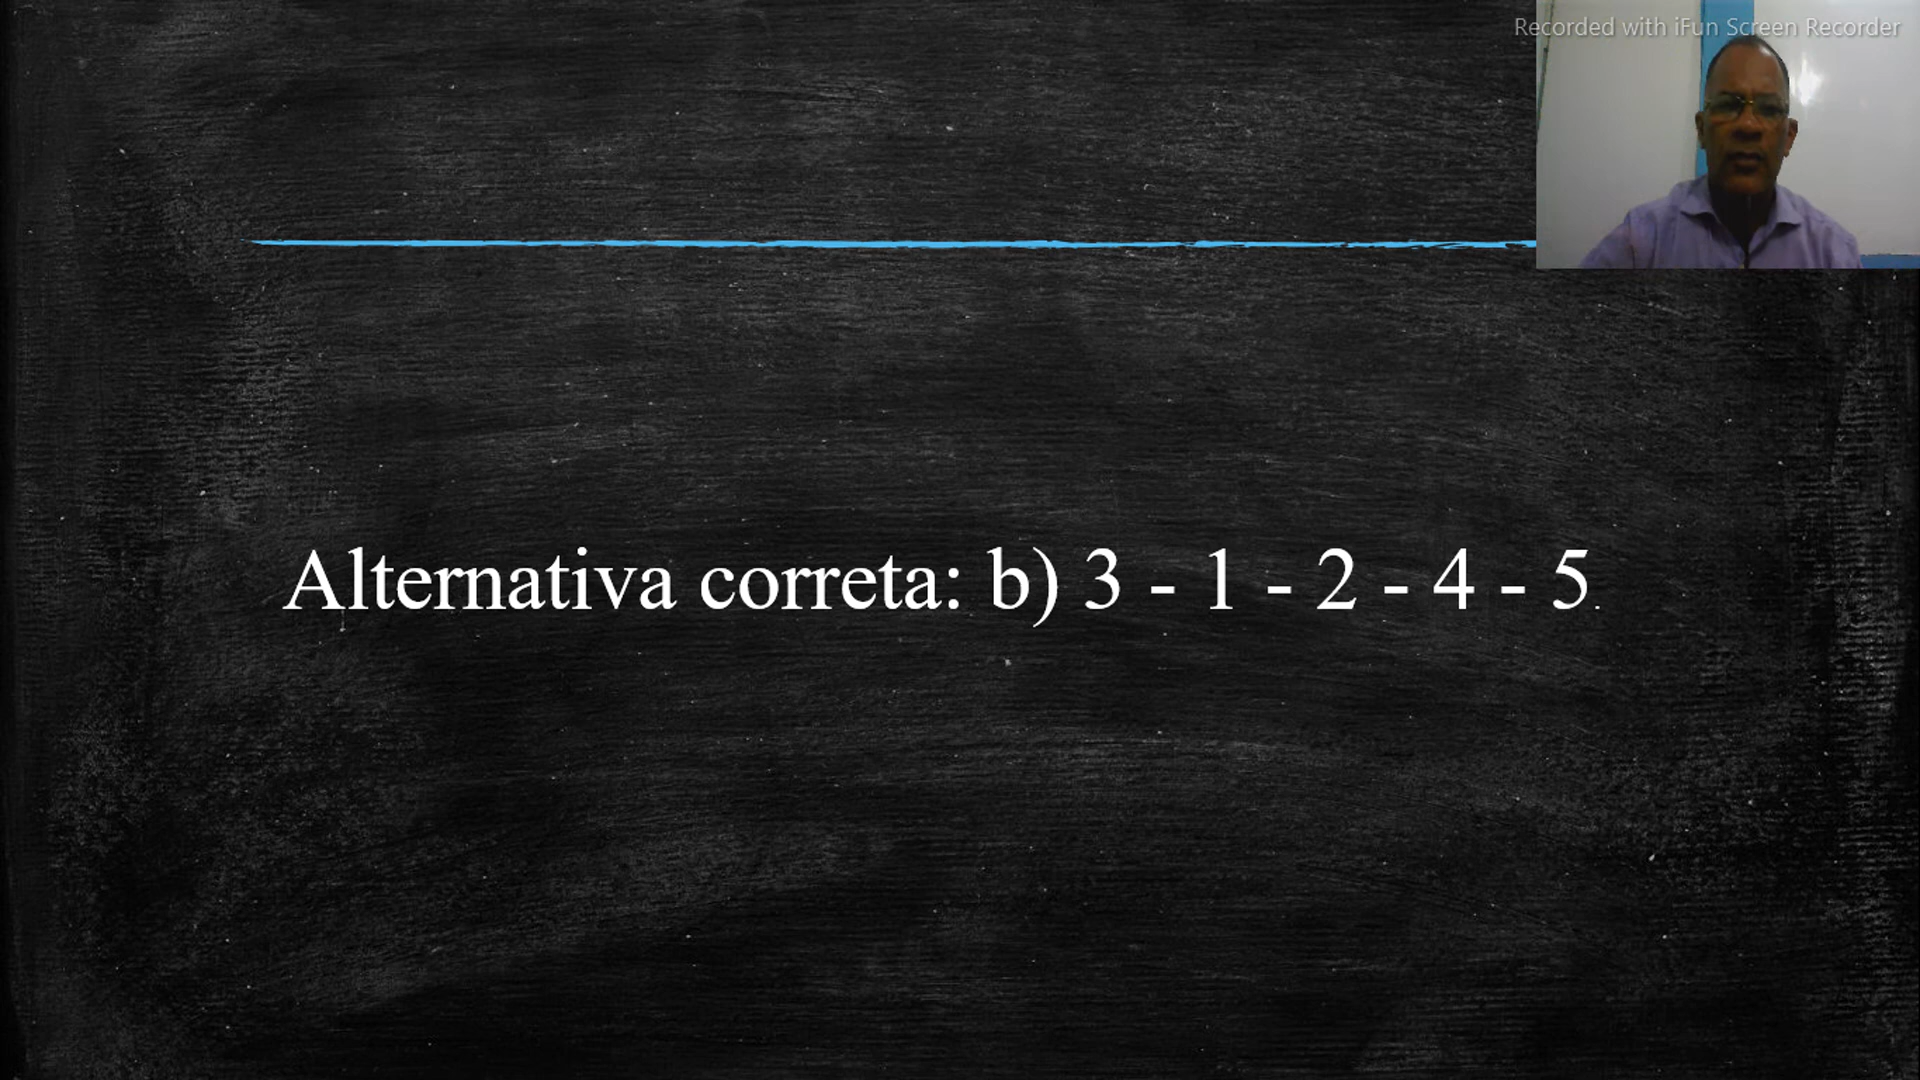 Recorded with iFun Screen Recorder
Alternativa correta: b) 3 - 1 - 2 - 4 - 5.